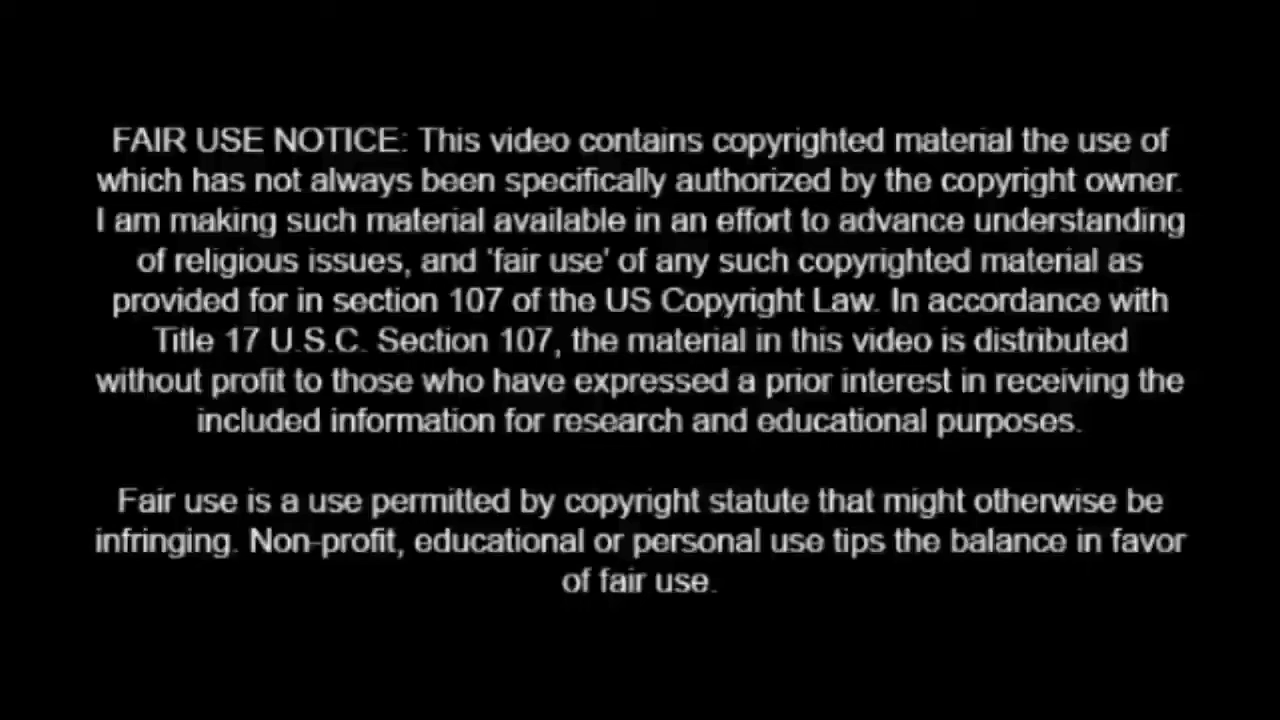 FAIR USE NOTICE: This video contains copyrighted material the use of
which has not always been specifically authorized by the copyright owner.
I am making such material available in an effort to advance understanding
of religious issues, and 'fair use' of any such copyrighted material as
provided for in section 107 of the US Copyright Law. In accordance with
Title 17 U.S.C. Section 107, the material in this video is distributed
without profit to those who have expressed a prior interest in receiving the
included information for research and educational purposes.
Fair use is a use permitted by copyright statute that might otherwise be
infringing. Non-profit, educational or personal use tips the balance in favor
of fair use.